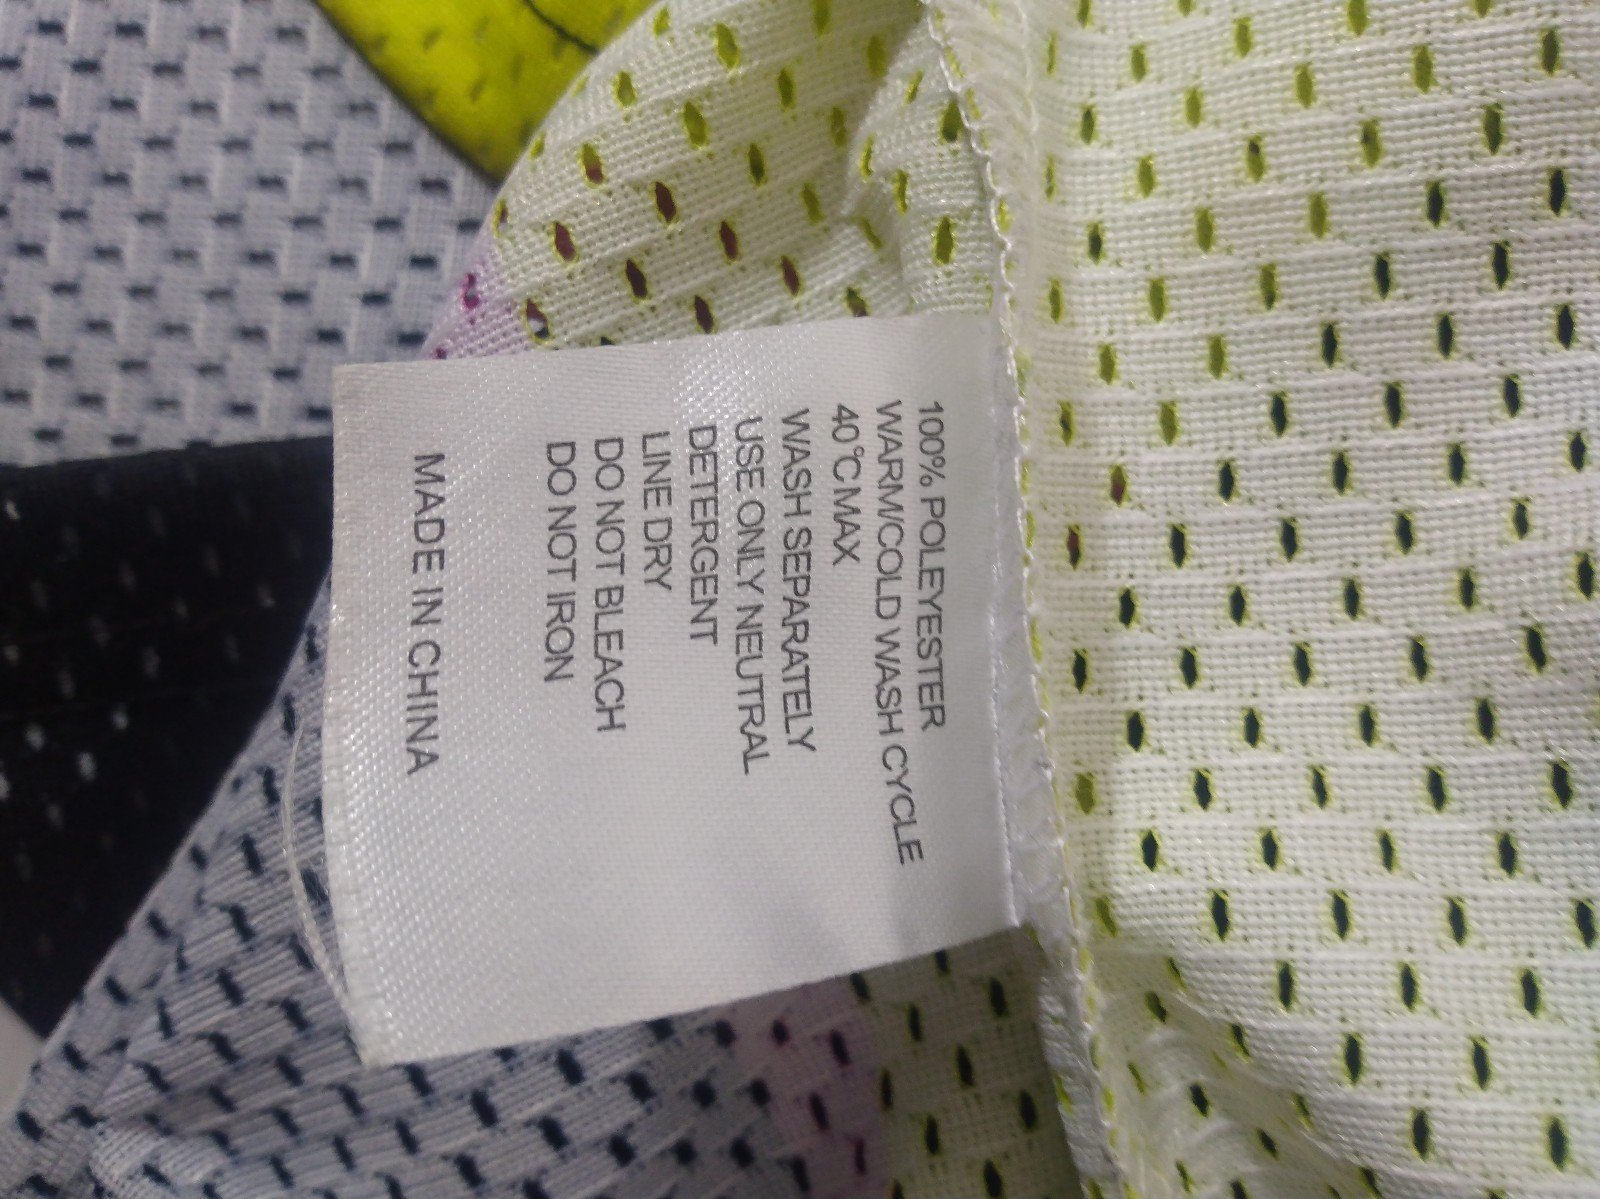 100% POLEYESTER
WARM/COLD WASH CYCLE
40°C MAX
WASH SEPARATELY
USE ONLY NEUTRAL
DETERGENT
LINE DRY
DO NOT BLEACH
DO NOT IRON
MADE IN CHINA